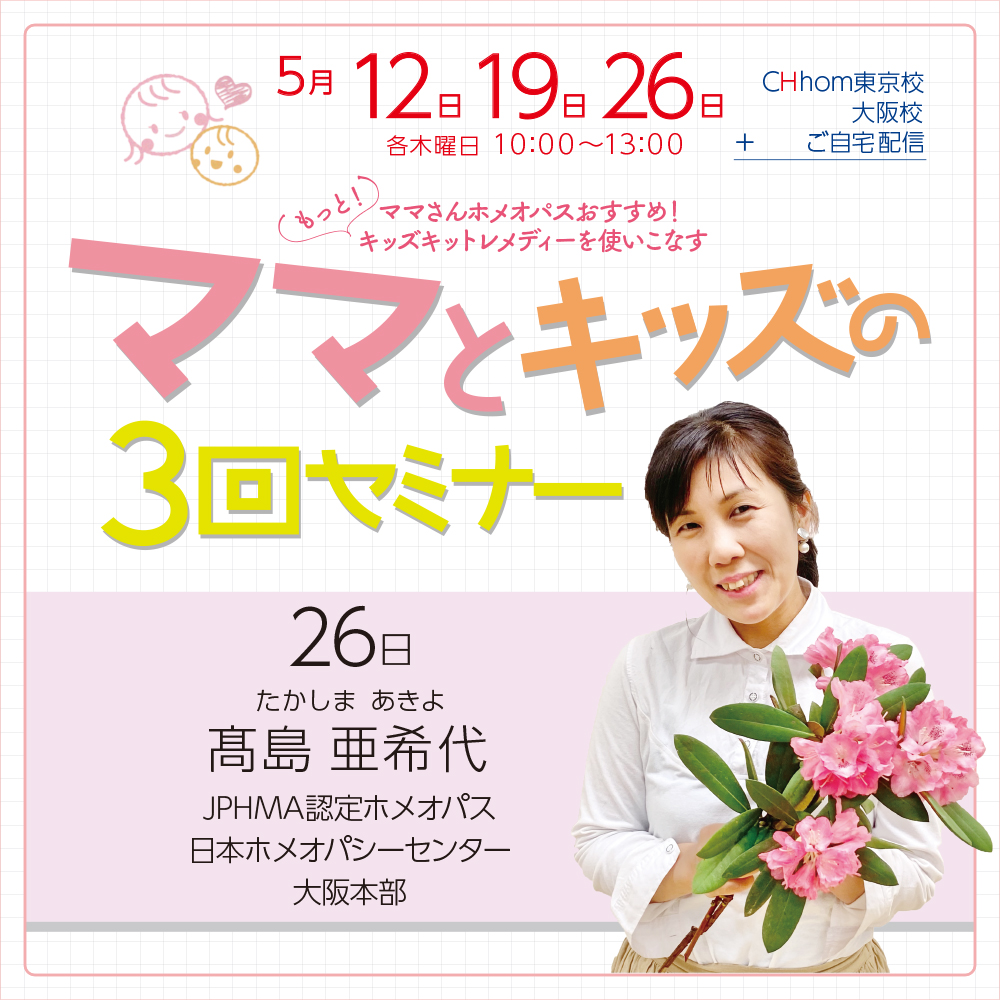 5月 12日 19日 26日
各木曜日 10:00～13:00
CHhom東京校
大阪校
+ ご自宅配信
もっと！
ママさんホメオパスおすすめ！
キッズキットレメディーを使いこなす
ママとキッズの
3回セミナー
26日
たかしま あきよ
髙島 亜希代
JPHMA認定ホメオパス
日本ホメオパシーセンター
大阪本部